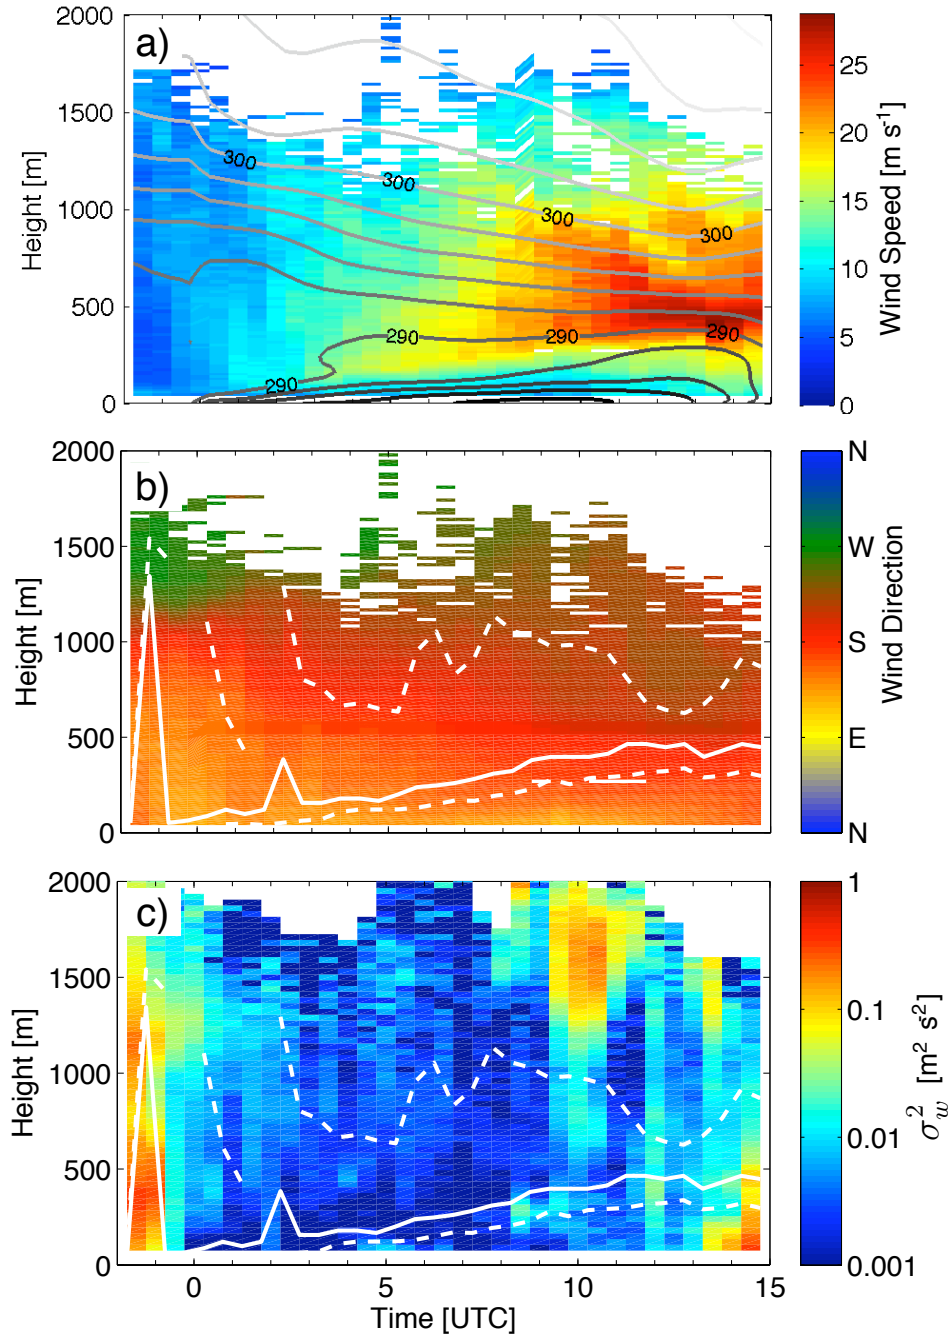 a)
2000
1500
1000
500
0
Height [m]
300
300
300
300
290
290
290
290
25
20
15
10
5
0
Wind Speed [m s-1]
b)
2000
1500
1000
500
0
Height [m]
N
W
S
E
N
Wind Direction
c)
2000
1500
1000
500
0
Height [m]
0 5 10 15
Time [UTC]
1
0.1
0.01
0.001
σ²w [m² s-2]